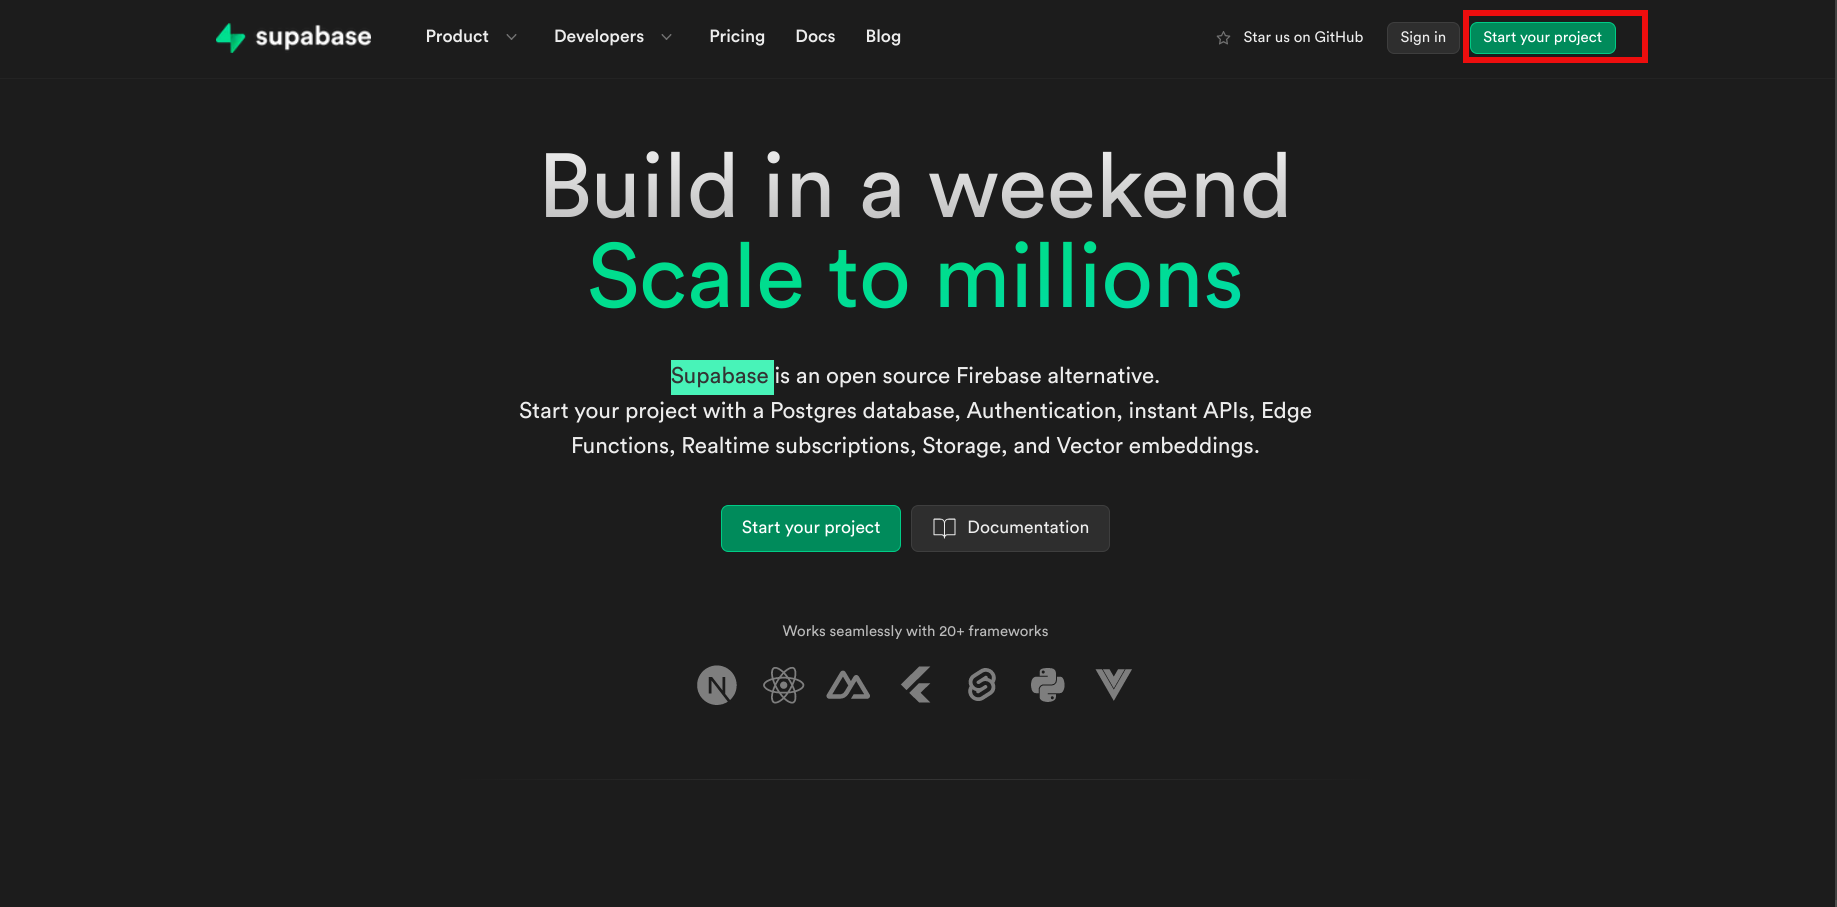 supabase
Product
Developers
Pricing
Docs
Blog
Star us on GitHub
Sign in
Start your project
Build in a weekend
Scale to millions
Supabase is an open source Firebase alternative.
Start your project with a Postgres database, Authentication, instant APIs, Edge
Functions, Realtime subscriptions, Storage, and Vector embeddings.
Start your project
Documentation
Works seamlessly with 20+ frameworks
N